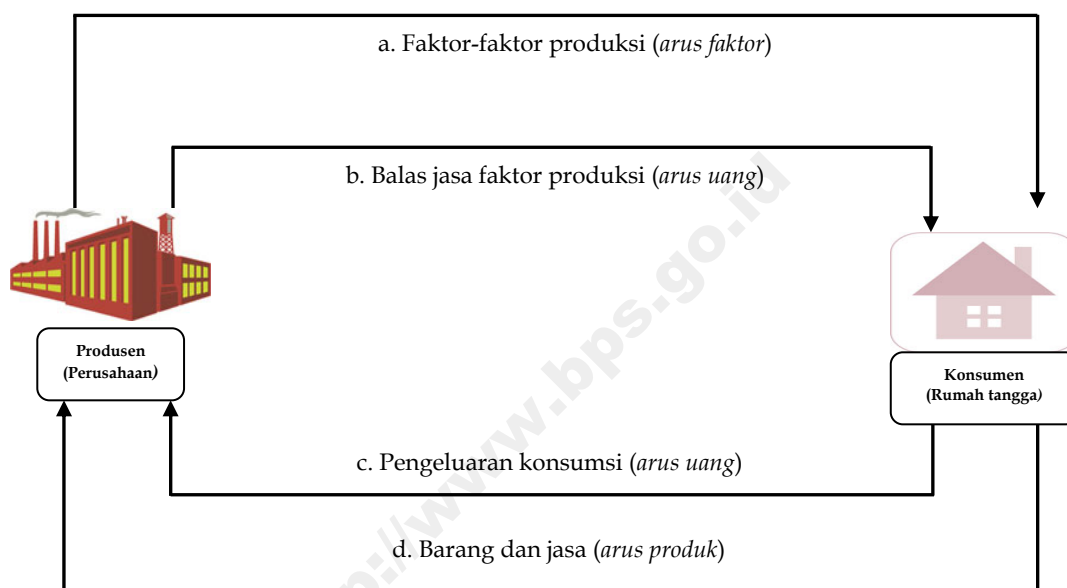 a. Faktor-faktor produksi (arus faktor)
b. Balas jasa faktor produksi (arus uang)
Produsen
(Perusahaan)
Konsumen
(Rumah tangga)
c. Pengeluaran konsumsi (arus uang)
d. Barang dan jasa (arus produk)
p://www.bps.go.id